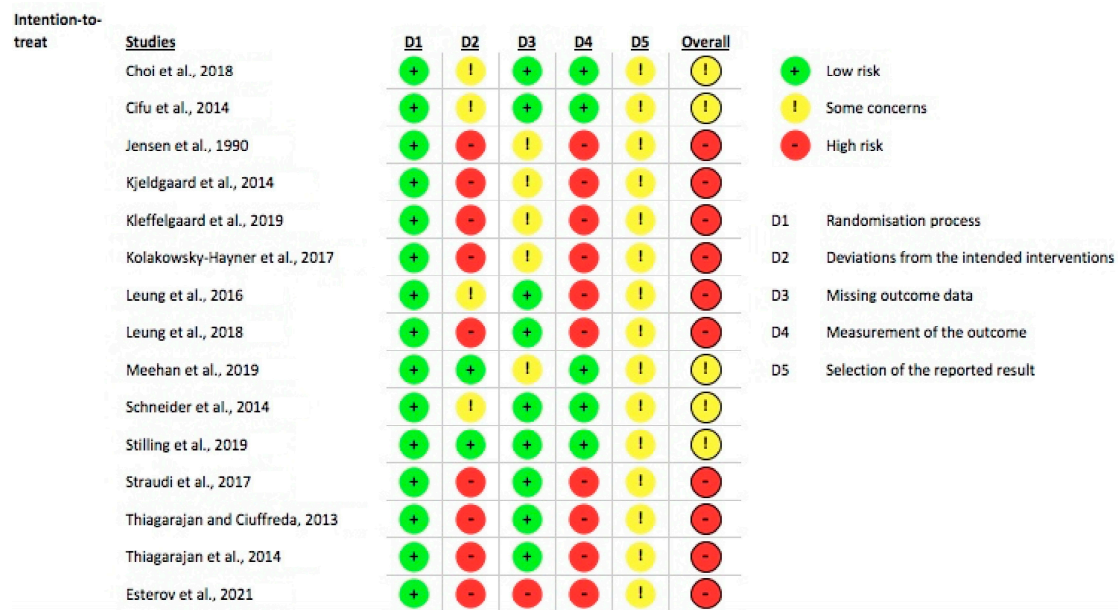 Intention-to-
treat
Studies D1 D2 D3 D4 D5 Overall
Choi et al., 2018 + ! + + ! !
Cifu et al., 2014 + ! + + ! !
Jensen et al., 1990 + - ! - ! -
Kjeldgaard et al., 2014 + - ! - ! -
Kleffelgaard et al., 2019 + - ! - ! -
Kolakowsky-Hayner et al., 2017 + - ! - ! -
Leung et al., 2016 + ! + - ! -
Leung et al., 2018 + - + - ! -
Meehan et al., 2019 + + ! + ! !
Schneider et al., 2014 + ! + + ! !
Stilling et al., 2019 + + + + ! !
Straudi et al., 2017 + - + - ! -
Thiagarajan and Ciuffreda, 2013 + - + - ! -
Thiagarajan et al., 2014 + - + - ! -
Esterov et al., 2021 + - - - ! -
+ Low risk
! Some concerns
- High risk
D1 Randomisation process
D2 Deviations from the intended interventions
D3 Missing outcome data
D4 Measurement of the outcome
D5 Selection of the reported result